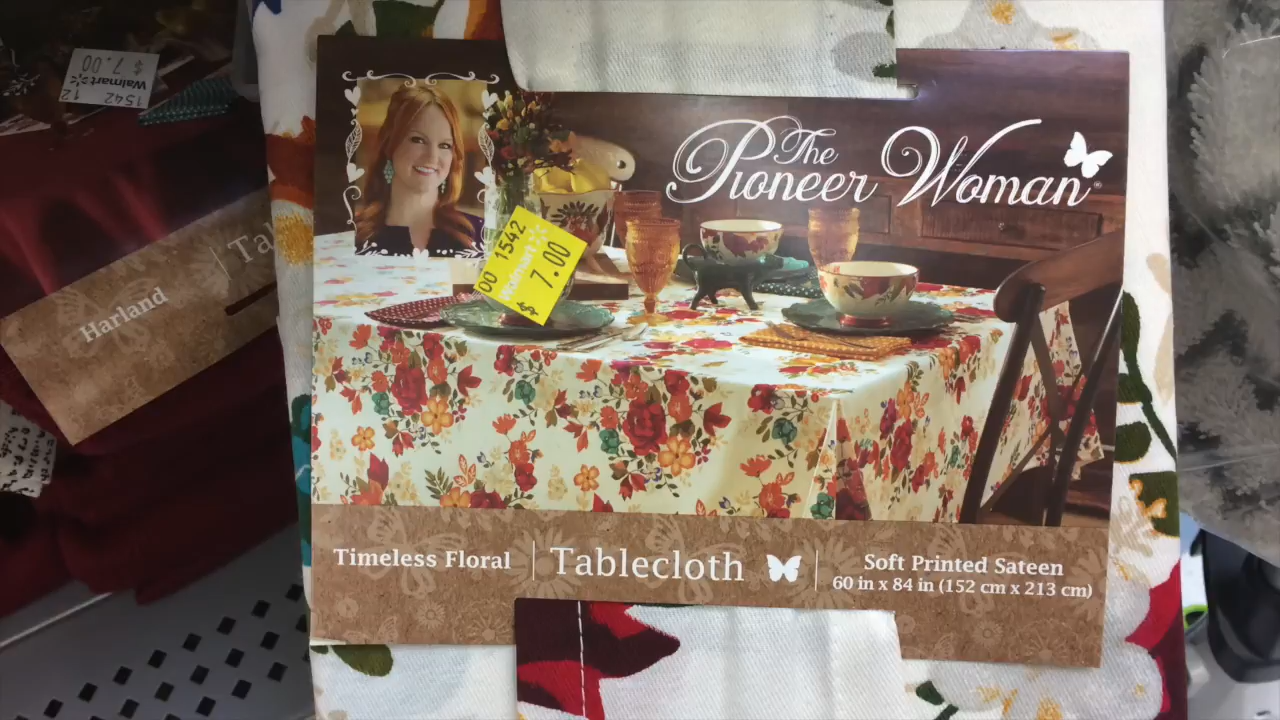 Walmart
$ 7.00
1542
12
Harland
Ta
The
Pioneer Woman®
00 1542
Walmart
$ 7.00
Timeless Floral
Tablecloth
Soft Printed Sateen
60 in x 84 in (152 cm x 213 cm)